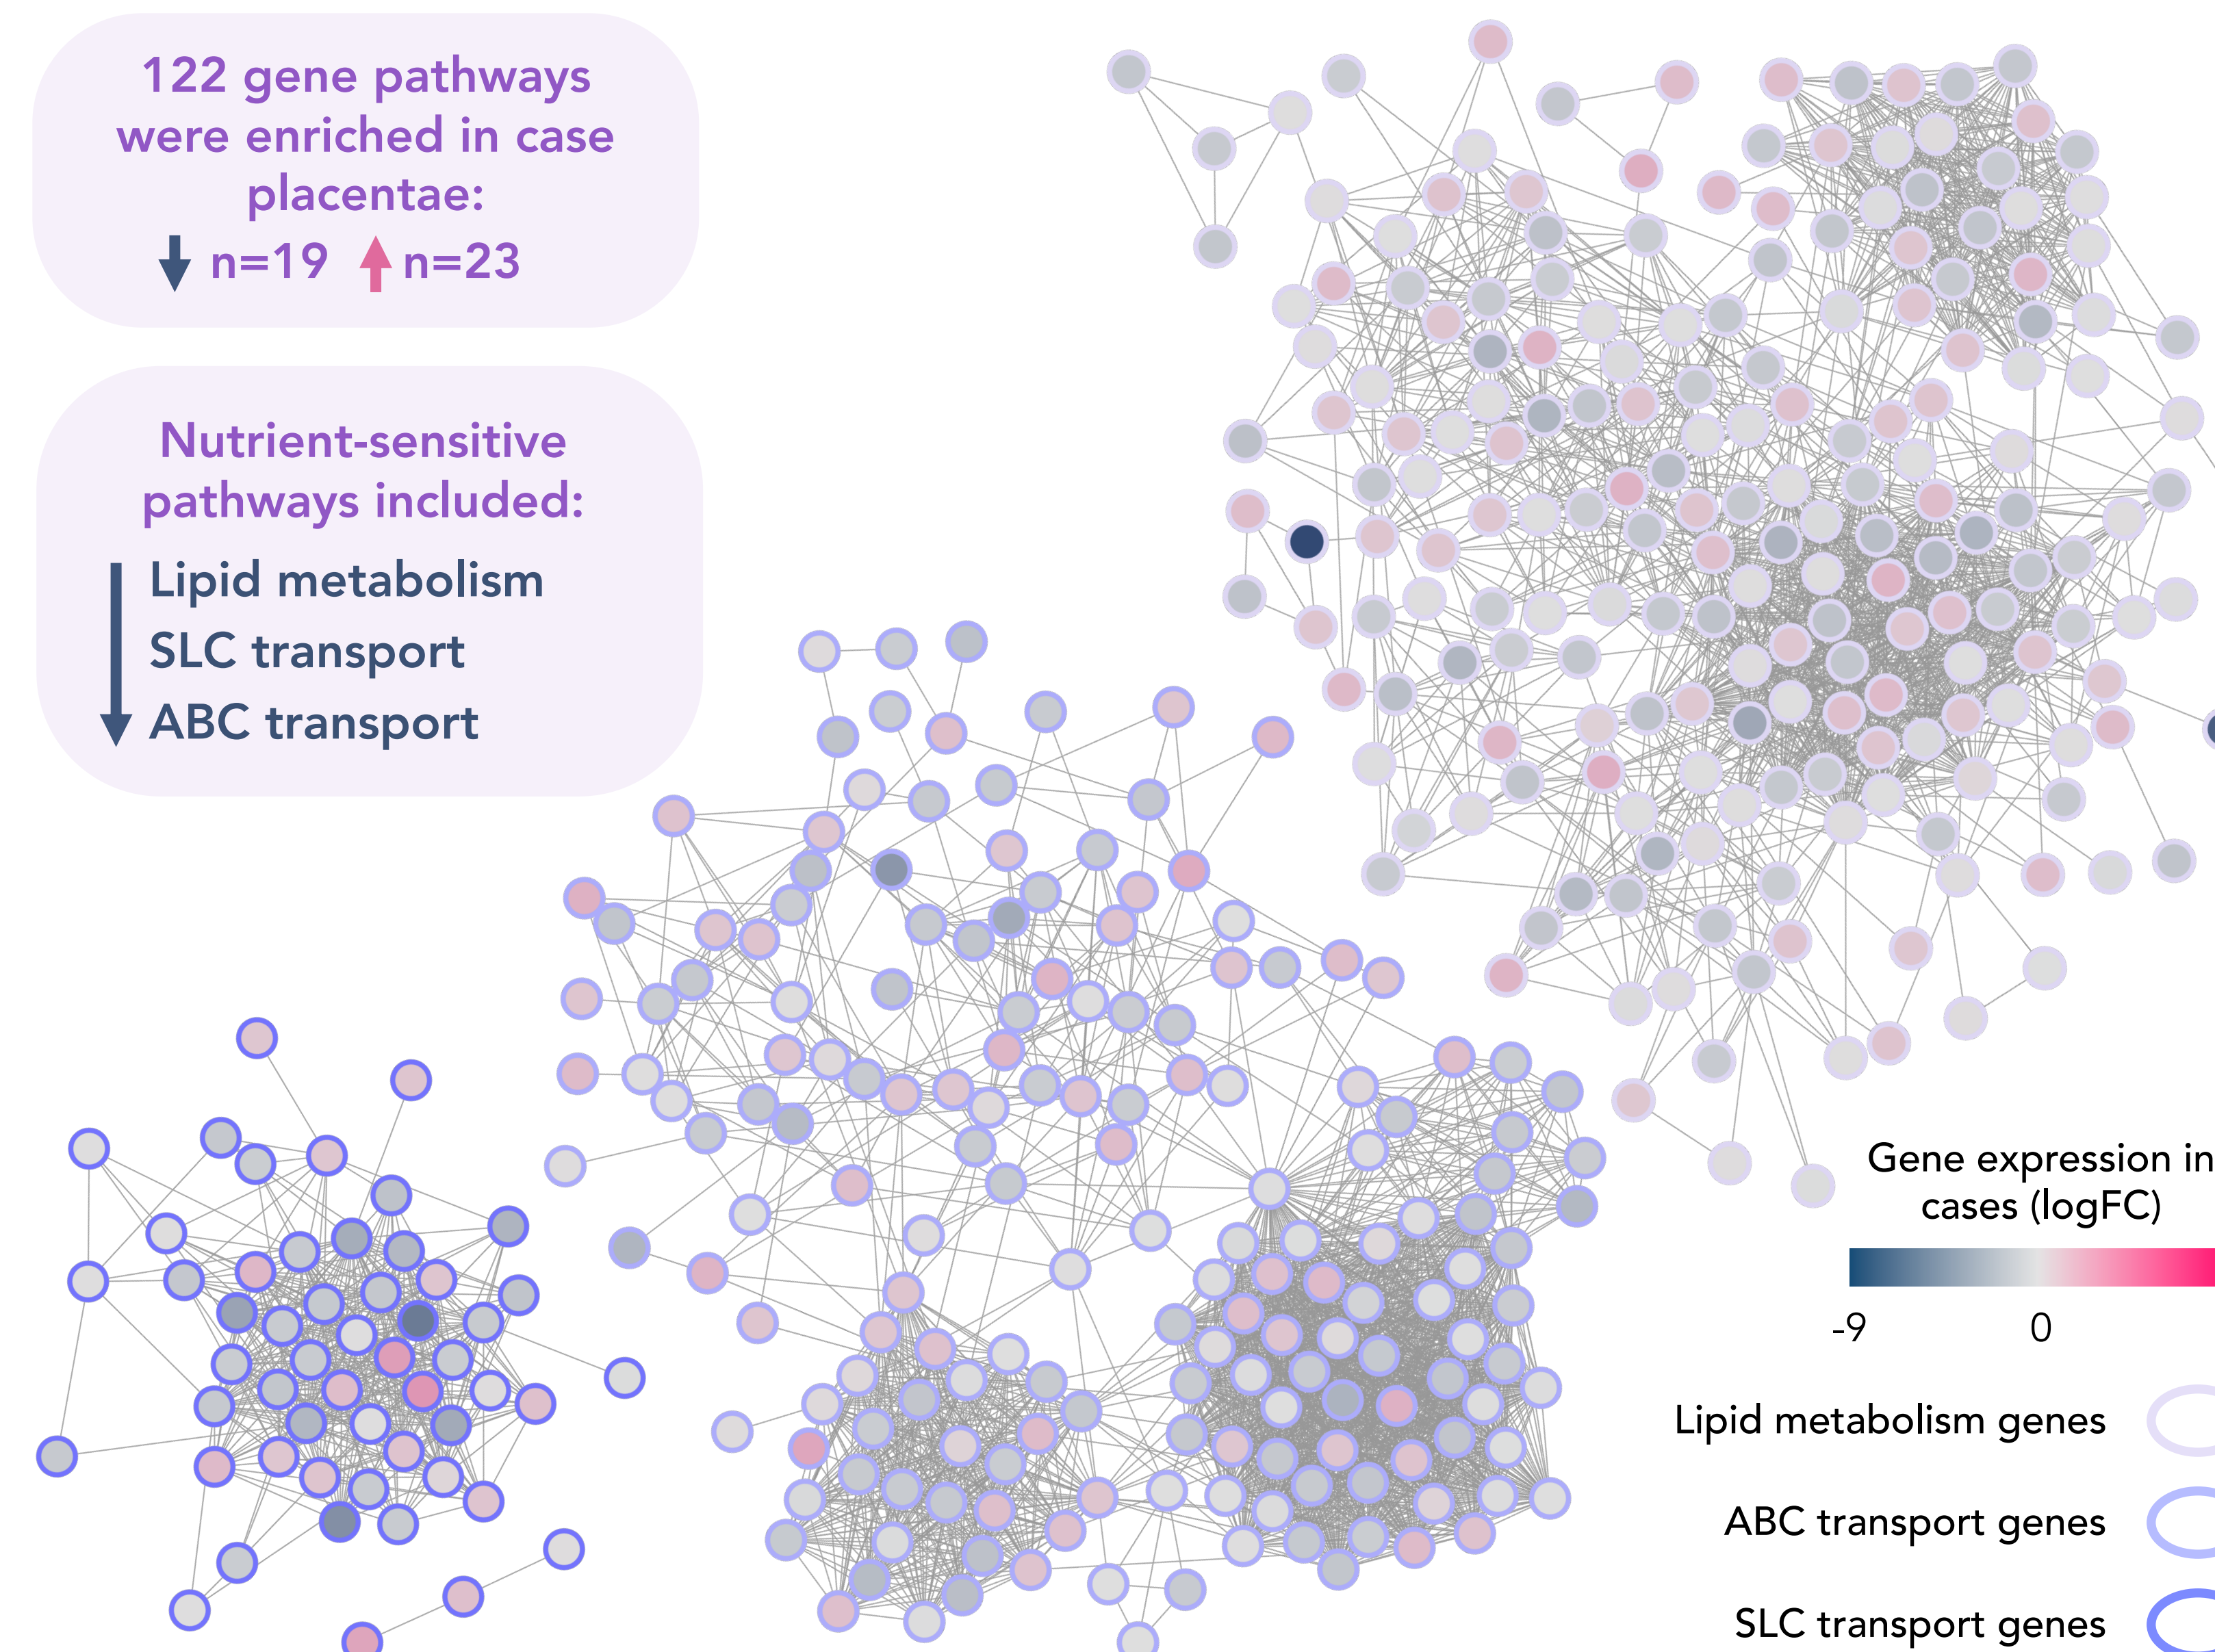 122 gene pathways
were enriched in case
placentae:
n=19 n=23
Nutrient-sensitive
pathways included:
Lipid metabolism
SLC transport
ABC transport
Gene expression in
cases (logFC)
-9 0
Lipid metabolism genes
ABC transport genes
SLC transport genes